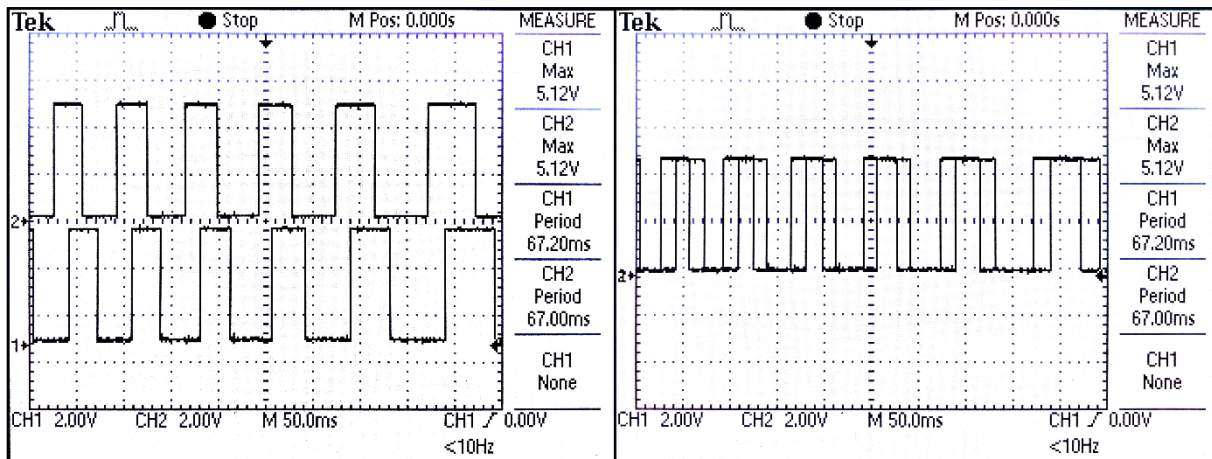 Tek Stop M Pos: 0.000s MEASURE
CH1
Max
5.12V
CH2
Max
5.12V
CH1
Period
67.20ms
CH2
Period
67.00ms
CH1
None
2
1
CH1 2.00V CH2 2.00V M 50.0ms CH1 0.00V
<10Hz
Tek Stop M Pos: 0.000s MEASURE
CH1
Max
5.12V
CH2
Max
5.12V
CH1
Period
67.20ms
CH2
Period
67.00ms
CH1
None
2
CH1 2.00V CH2 2.00V M 50.0ms CH1 0.00V
<10Hz